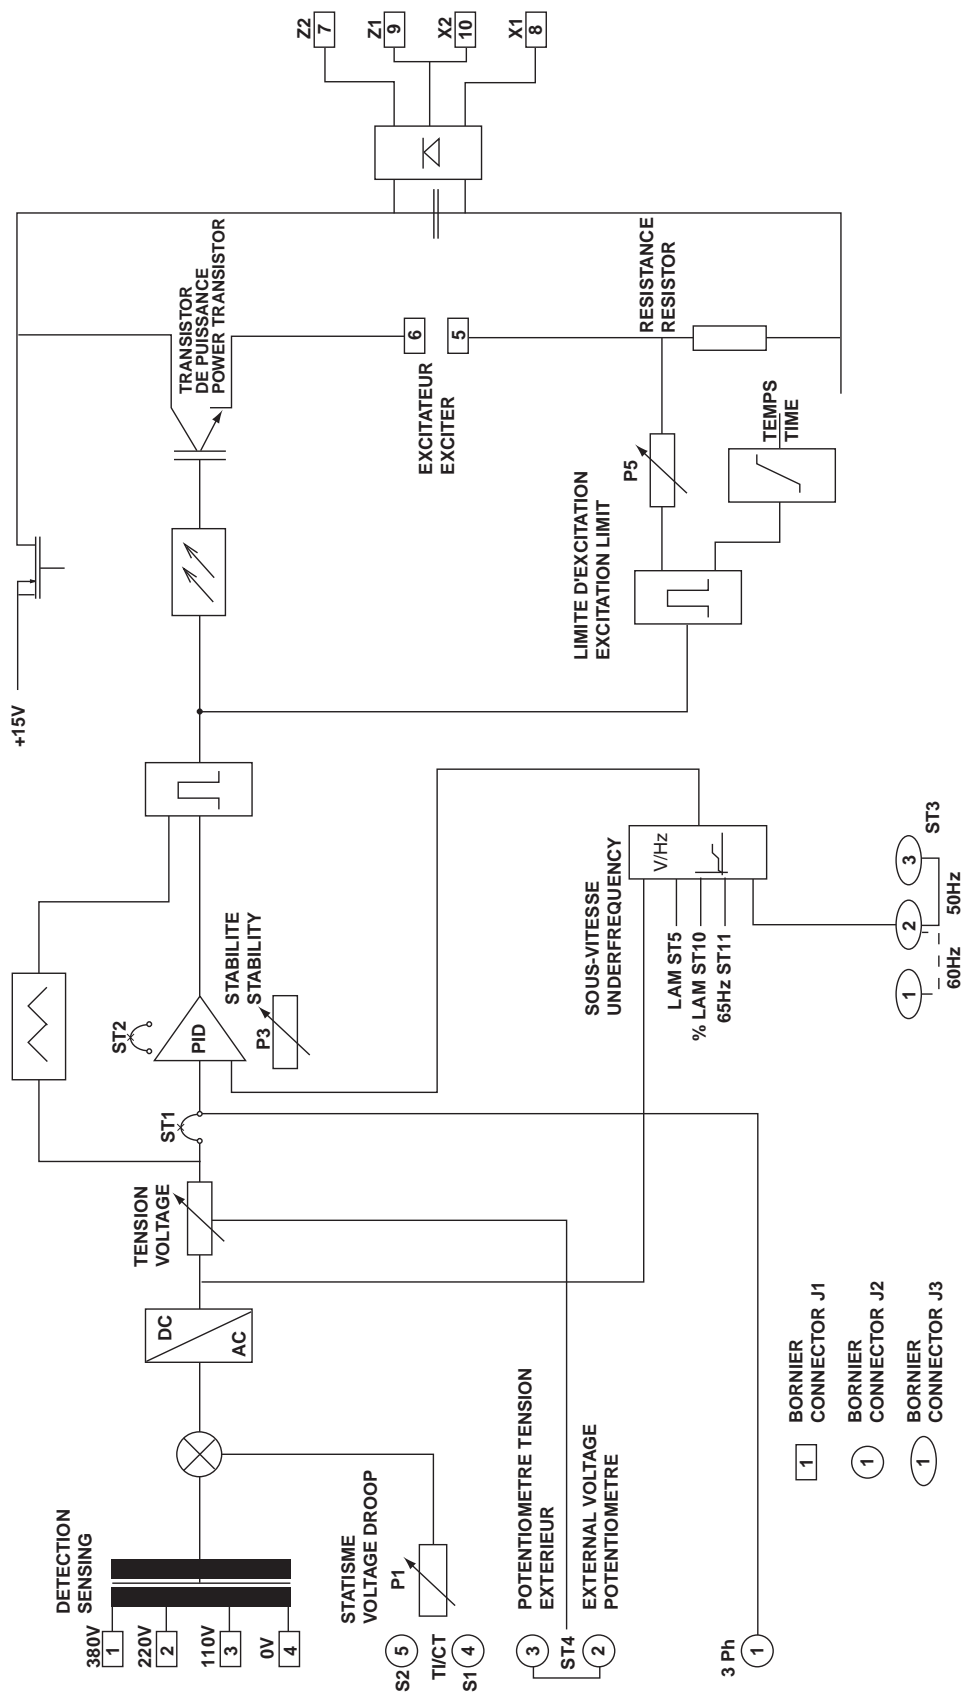 DETECTION
SENSING
380V
1
220V
2
110V
3
0V
4
STATISME
VOLTAGE DROOP
P1
S2
5
TI/CT
S1
4
POTENTIOMETRE TENSION
EXTERIEUR
3
ST4
2
EXTERNAL VOLTAGE
POTENTIOMETRE
3 Ph
1
DC
AC
TENSION
VOLTAGE
ST1
ST2
PID
STABILITE
STABILITY
P3
SOUS-VITESSE
UNDERFREQUENCY
V/Hz
LAM ST5
% LAM ST10
65Hz ST11
1
2
3
ST3
60Hz
50Hz
+15V
TRANSISTOR
DE PUISSANCE
POWER TRANSISTOR
LIMITE D'EXCITATION
EXCITATION LIMIT
P5
TEMPS
TIME
EXCITATEUR
EXCITER
6
5
RESISTANCE
RESISTOR
Z2
7
Z1
9
X2
10
X1
8
1
BORNIER
CONNECTOR J1
1
BORNIER
CONNECTOR J2
1
BORNIER
CONNECTOR J3